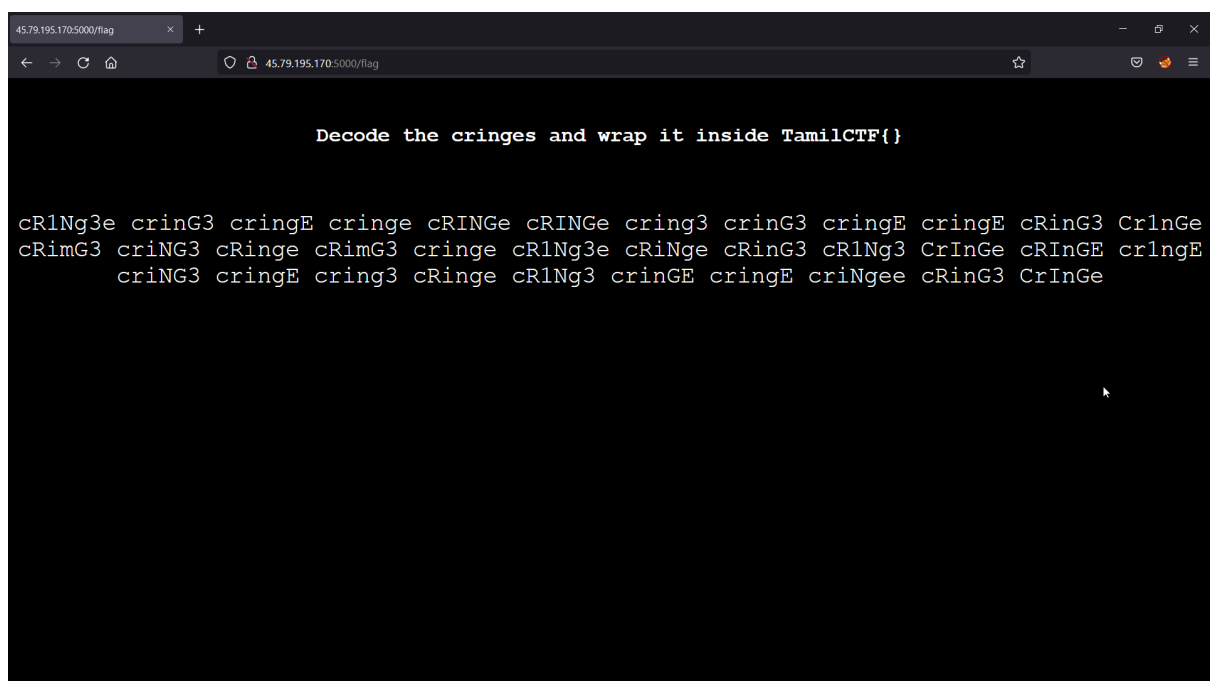 45.79.195.170:5000/flag
45.79.195.170:5000/flag
Decode the cringes and wrap it inside TamilCTF{}
cR1Ng3e crinG3 cringE cringe cRINGe cRINGe cring3 crinG3 cringE cringE cRinG3 Cr1nGe
cRimG3 criNG3 cRinge cRimG3 cringe cR1Ng3e cRiNge cRinG3 cR1Ng3 CrInGe cRInGE cr1ngE
criNG3 cringE cring3 cRinge cR1Ng3 crinGE cringE criNgee cRinG3 CrInGe